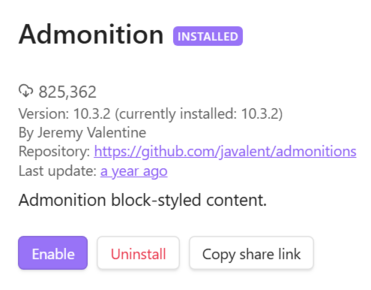 Admonition INSTALLED
825,362
Version: 10.3.2 (currently installed: 10.3.2)
By Jeremy Valentine
Repository: https://github.com/javalent/admonitions
Last update: a year ago
Admonition block-styled content.
Enable Uninstall Copy share link